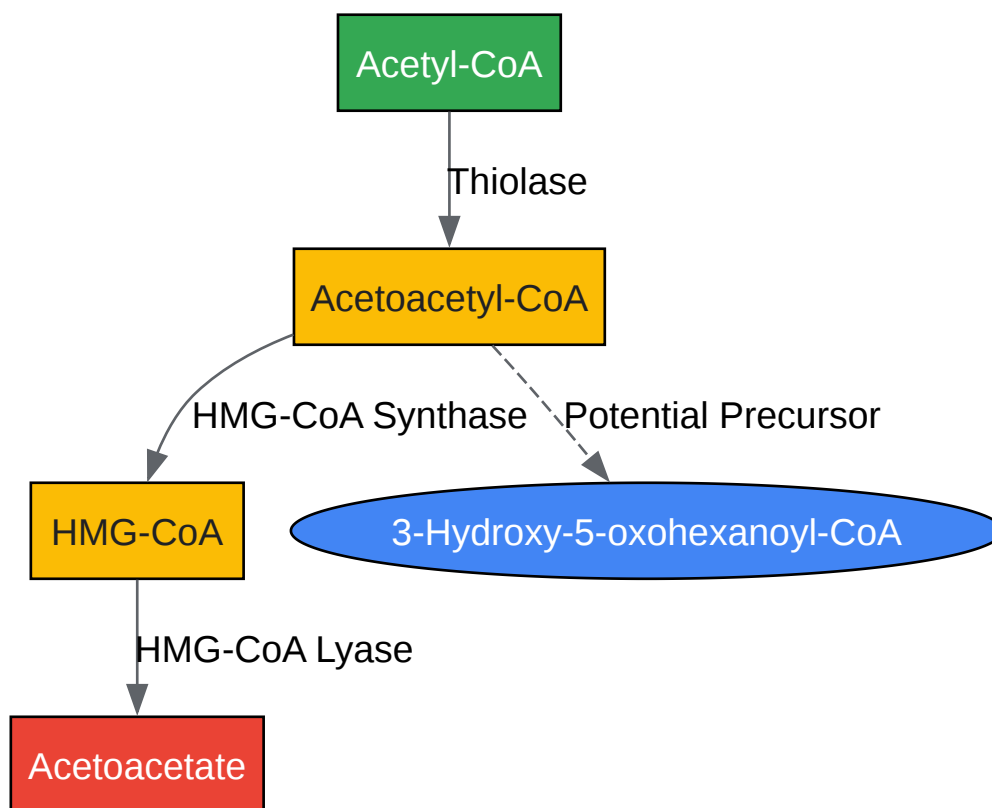 Acetyl-CoA
Thiolase
Acetoacetyl-CoA
HMG-CoA Synthase
Potential Precursor
HMG-CoA
3-Hydroxy-5-oxohexanoyl-CoA
HMG-CoA Lyase
Acetoacetate